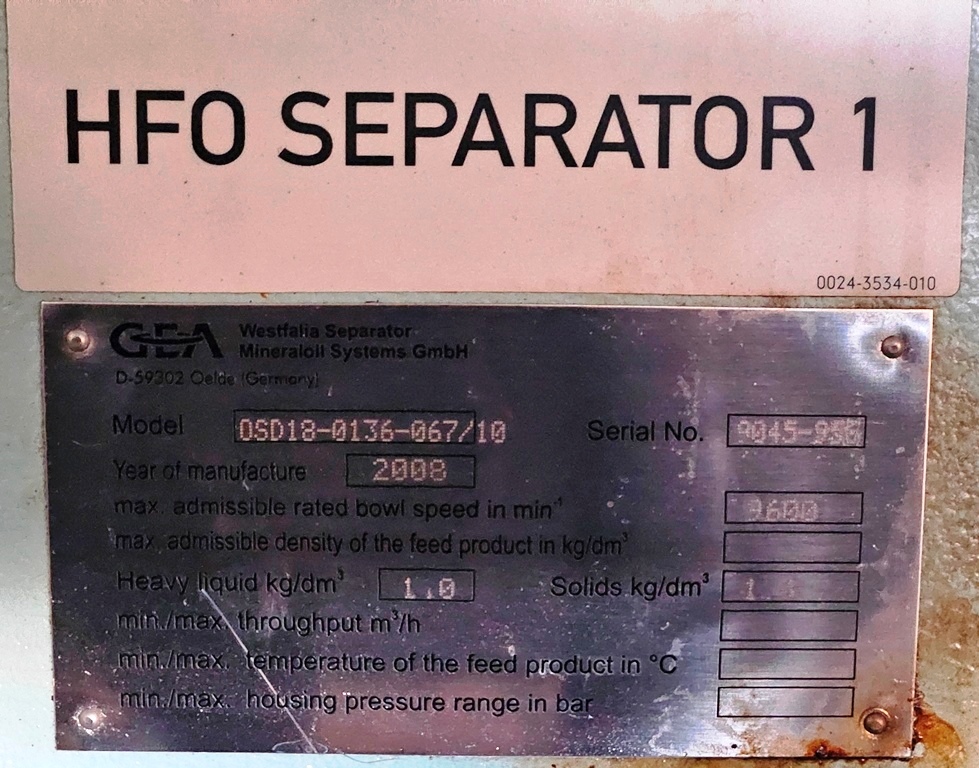 HFO SEPARATOR 1
0024-3534-010
GEA Westfalia Separator
Mineraloil Systems GmbH
D-59302 Oelde (Germany)
Model OSD18-0136-067/10 Serial No.
Year of manufacture 2008
max. admissible rated bowl speed in min⁻¹
max. admissible density of the feed product in kg/dm³
Heavy liquid kg/dm³ 1.0 Solids kg/dm³
min./max. throughput m³/h
min./max. temperature of the feed product in °C
min./max. housing pressure range in bar